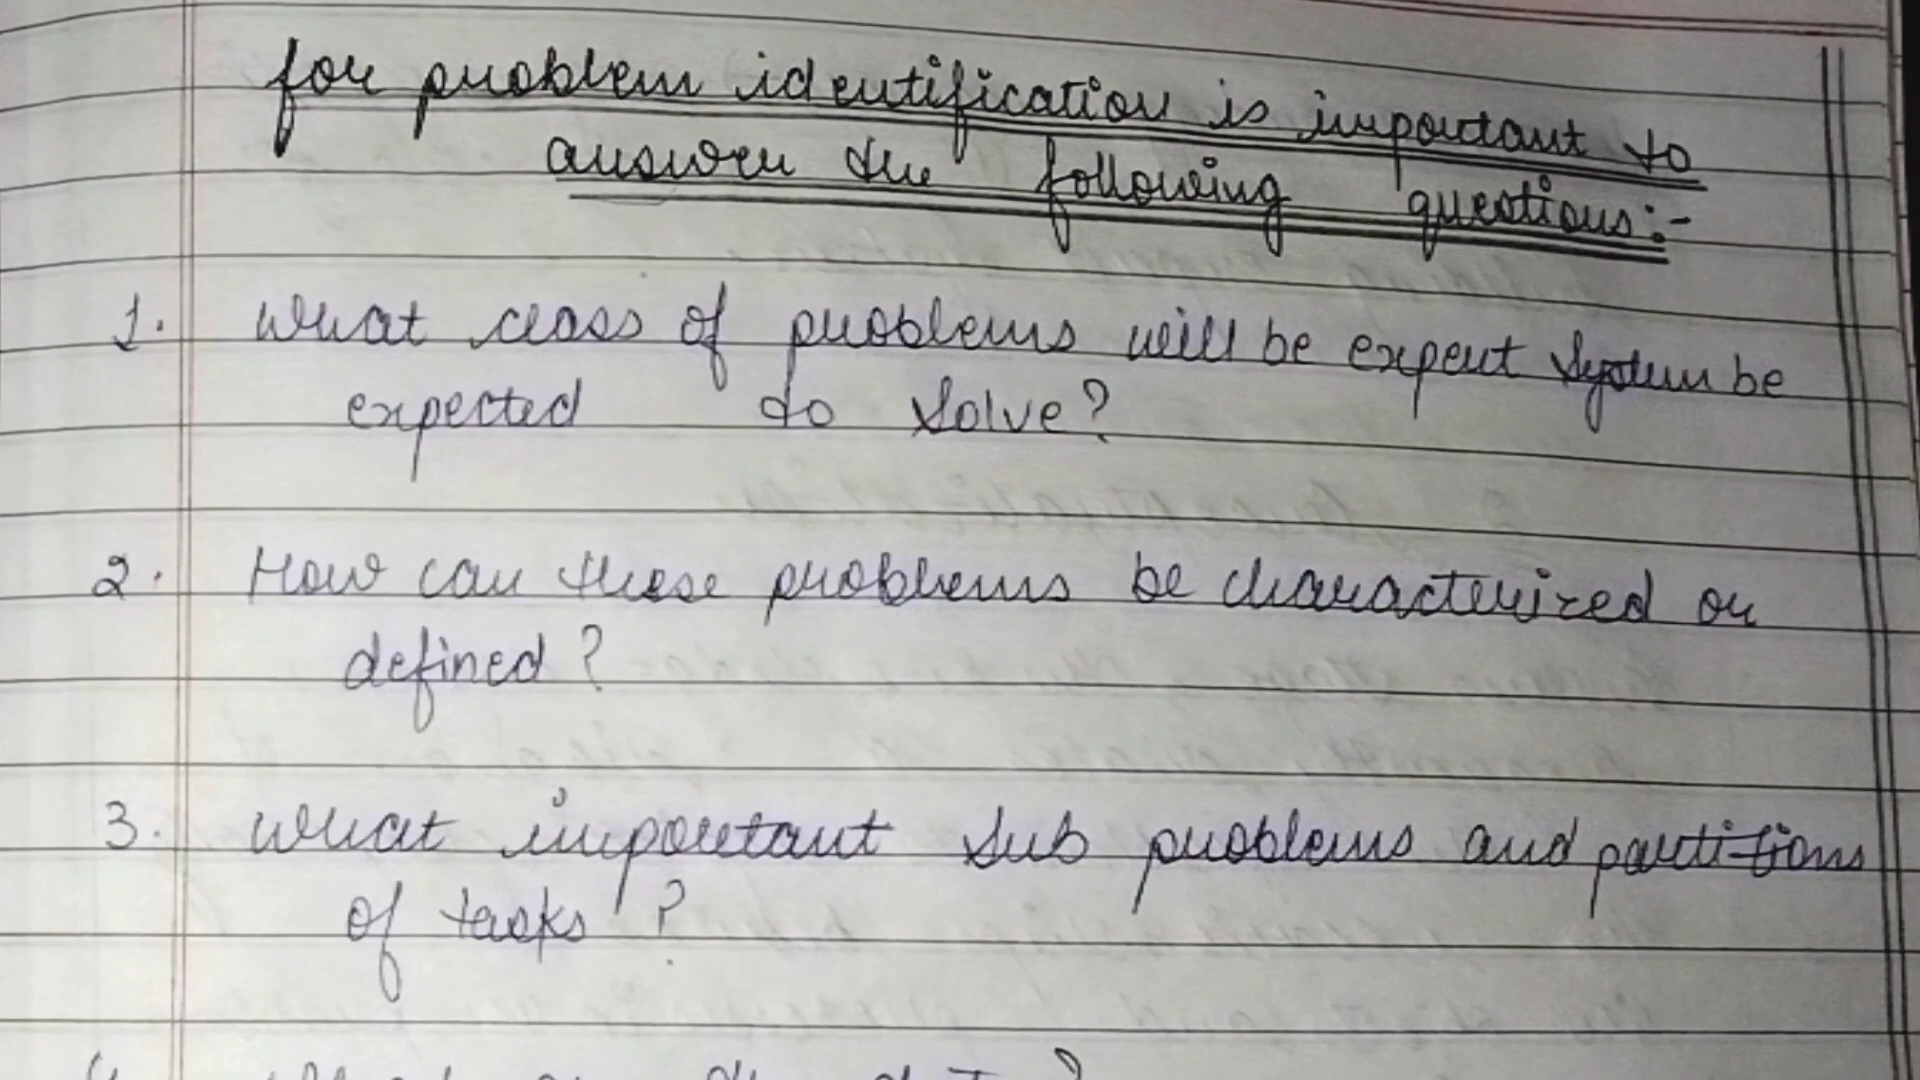 for problem identification is important to
answer the following questions:-
1. What class of problems will be expert system be
expected to solve?
2. How can these problems be characterized or
defined?
3. What important sub problems and partitions
of tasks?